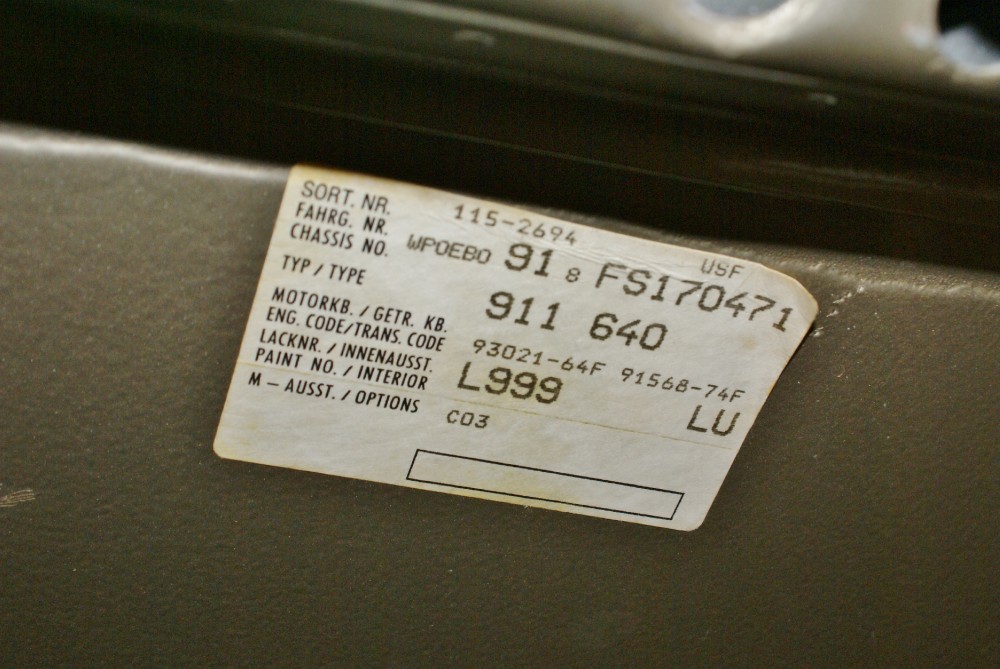 SORT. NR. 115-2694 USF
FAHRG. NR.
CHASSIS NO. WPOEBO 91 8 FS170471
TYP / TYPE 911 640
MOTORKB. / GETR. KB.
ENG. CODE/TRANS. CODE 93021-64F 91568-74F
LACKNR. / INNENAUSST.
PAINT NO. / INTERIOR L999 LU
M – AUSST. / OPTIONS C03